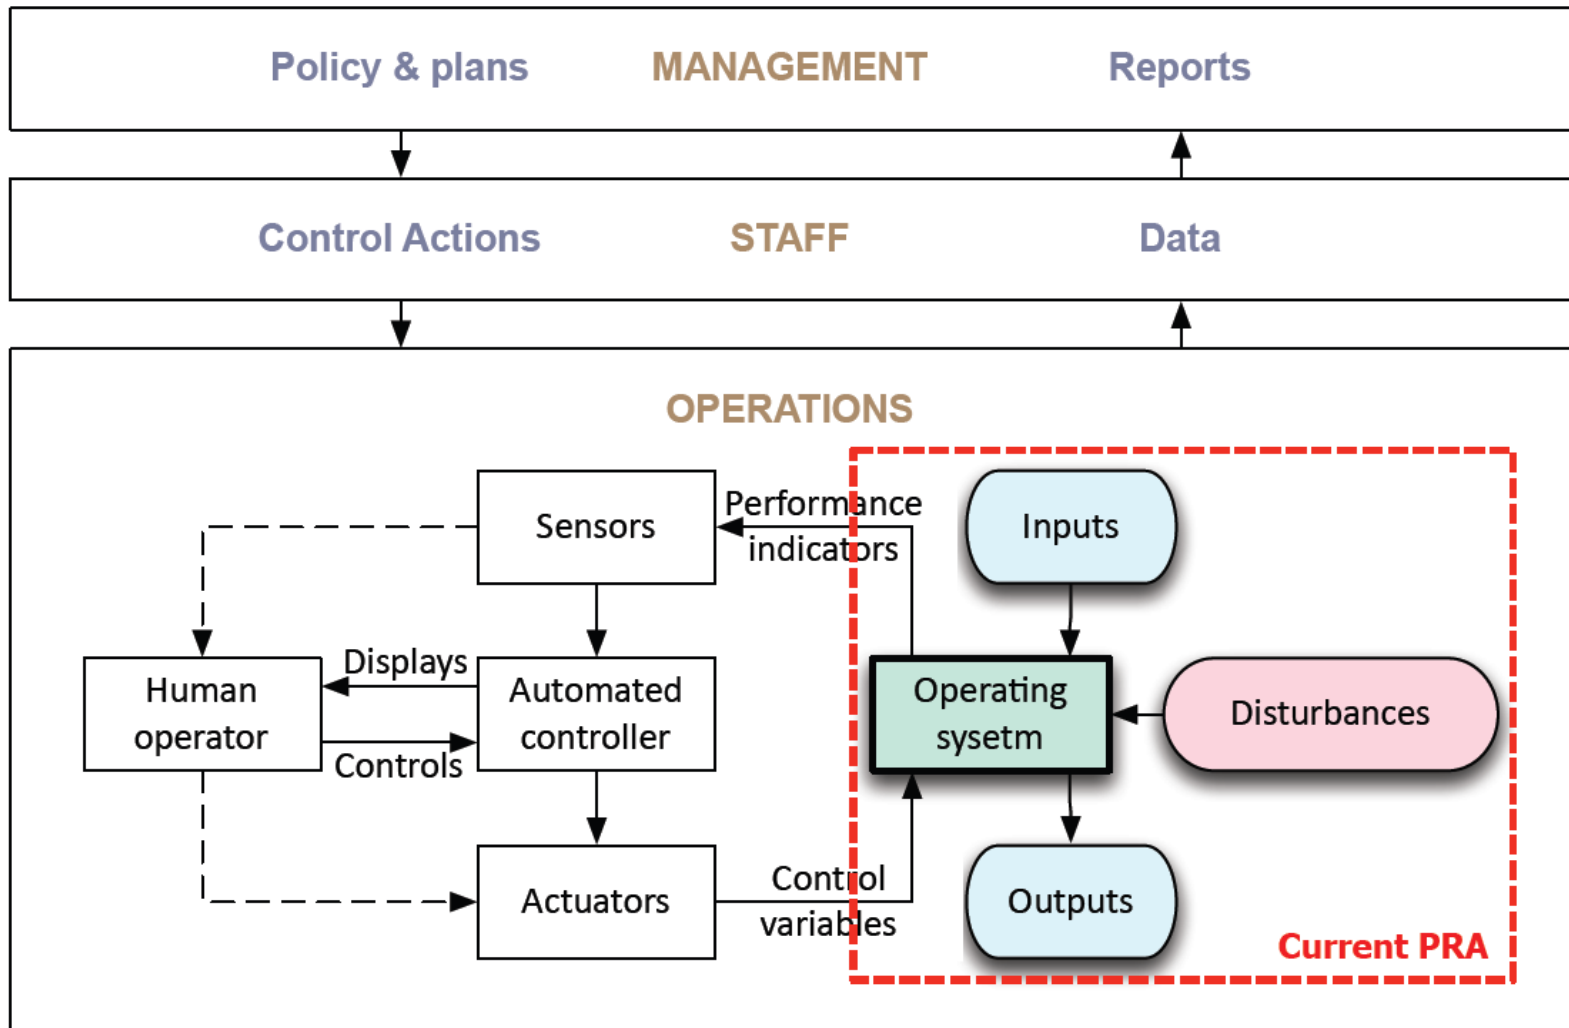 Policy & plans MANAGEMENT Reports
Control Actions STAFF Data
OPERATIONS
Sensors
Performance
indicators
Inputs
Human
operator
Displays
Controls
Automated
controller
Operating
sysetm
Disturbances
Actuators
Control
variables
Outputs
Current PRA